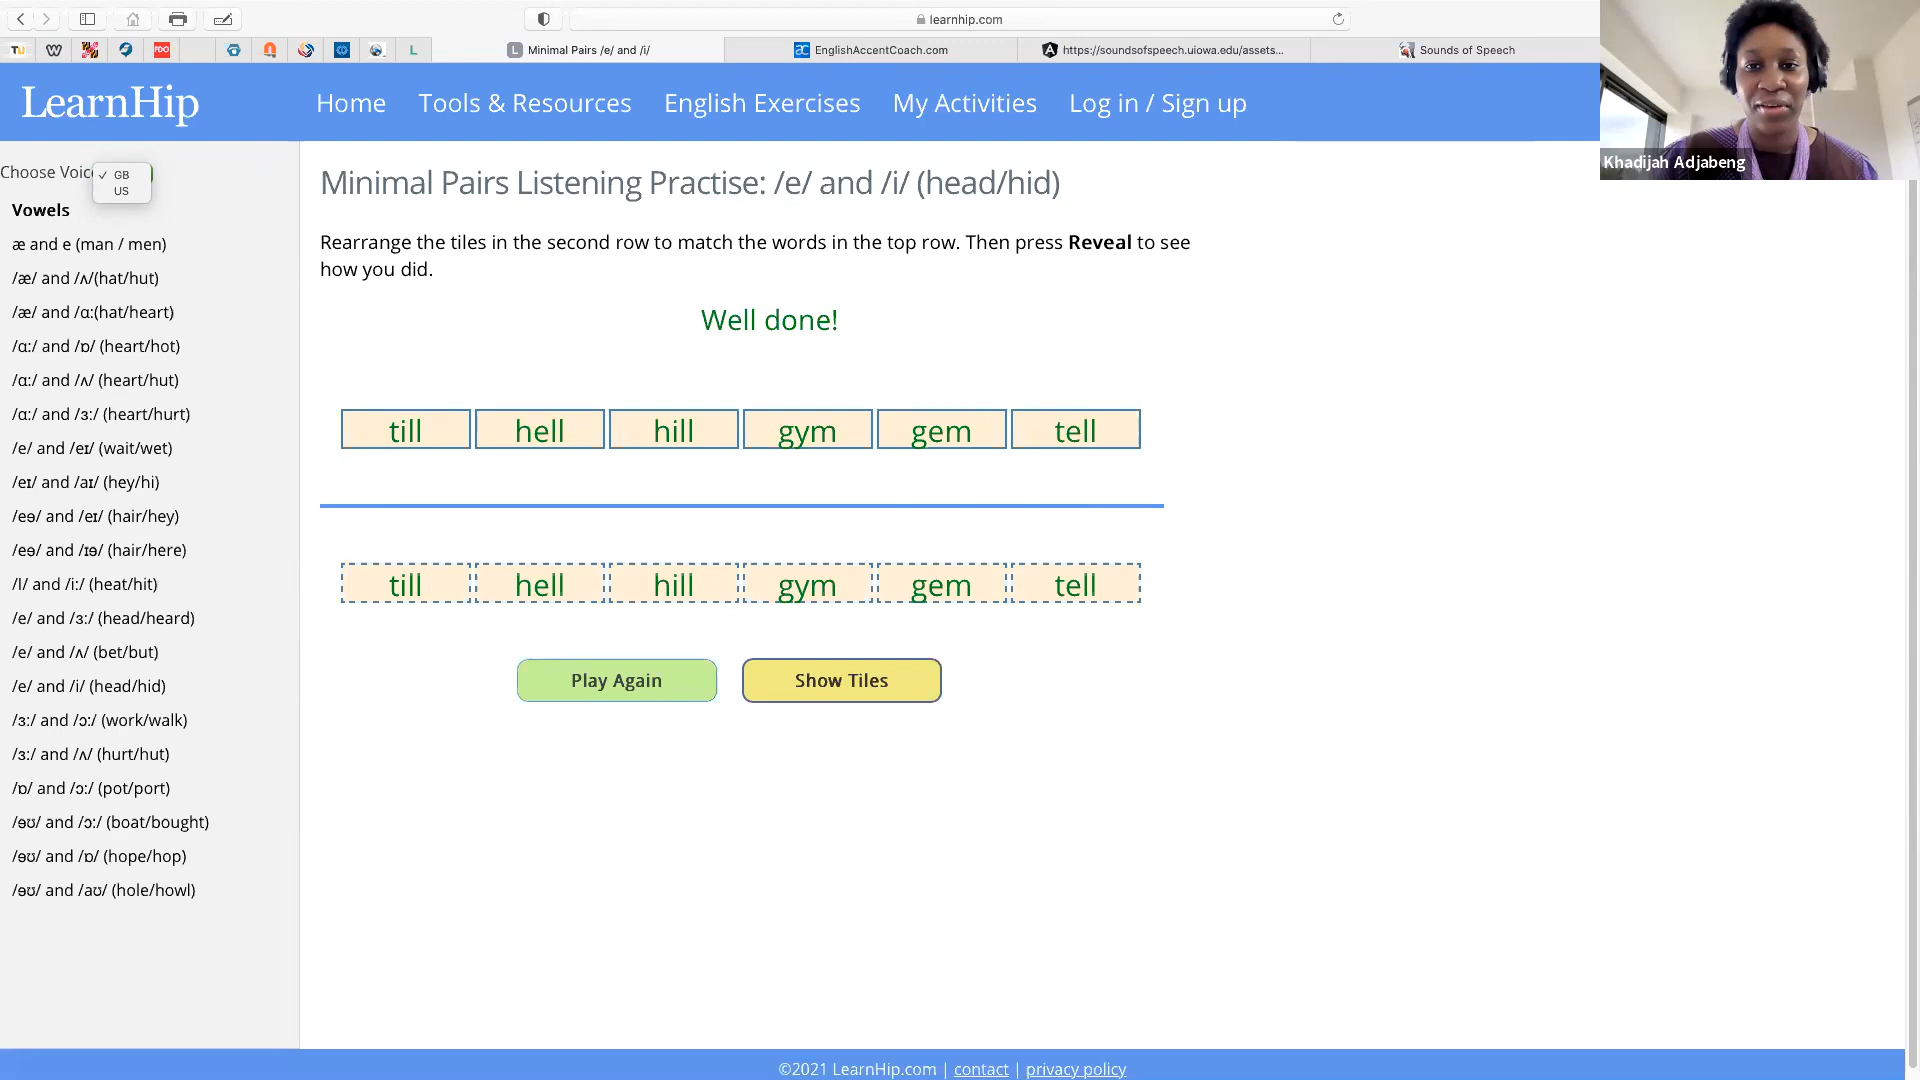 learnhip.com
Minimal Pairs /e/ and /i/
EnglishAccentCoach.com
https://soundsofspeech.uiowa.edu/assets...
Sounds of Speech
LearnHip
Home
Tools & Resources
English Exercises
My Activities
Log in / Sign up
Khadijah Adjabeng
Choose Voic
✓ GB
US
Vowels
æ and e (man / men)
/æ/ and /ʌ/(hat/hut)
/æ/ and /ɑ:(hat/heart)
/ɑ:/ and /ɒ/ (heart/hot)
/ɑ:/ and /ʌ/ (heart/hut)
/ɑ:/ and /ɜ:/ (heart/hurt)
/e/ and /eɪ/ (wait/wet)
/eɪ/ and /aɪ/ (hey/hi)
/eɘ/ and /eɪ/ (hair/hey)
/eɘ/ and /ɪɘ/ (hair/here)
/I/ and /i:/ (heat/hit)
/e/ and /ɜ:/ (head/heard)
/e/ and /ʌ/ (bet/but)
/e/ and /i/ (head/hid)
/ɜ:/ and /ɔ:/ (work/walk)
/ɜ:/ and /ʌ/ (hurt/hut)
/ɒ/ and /ɔ:/ (pot/port)
/ɘʊ/ and /ɔ:/ (boat/bought)
/ɘʊ/ and /ɒ/ (hope/hop)
/ɘʊ/ and /aʊ/ (hole/howl)
Minimal Pairs Listening Practise: /e/ and /i/ (head/hid)
Rearrange the tiles in the second row to match the words in the top row. Then press Reveal to see
how you did.
Well done!
till hell hill gym gem tell
till hell hill gym gem tell
Play Again
Show Tiles
©2021 LearnHip.com | contact | privacy policy